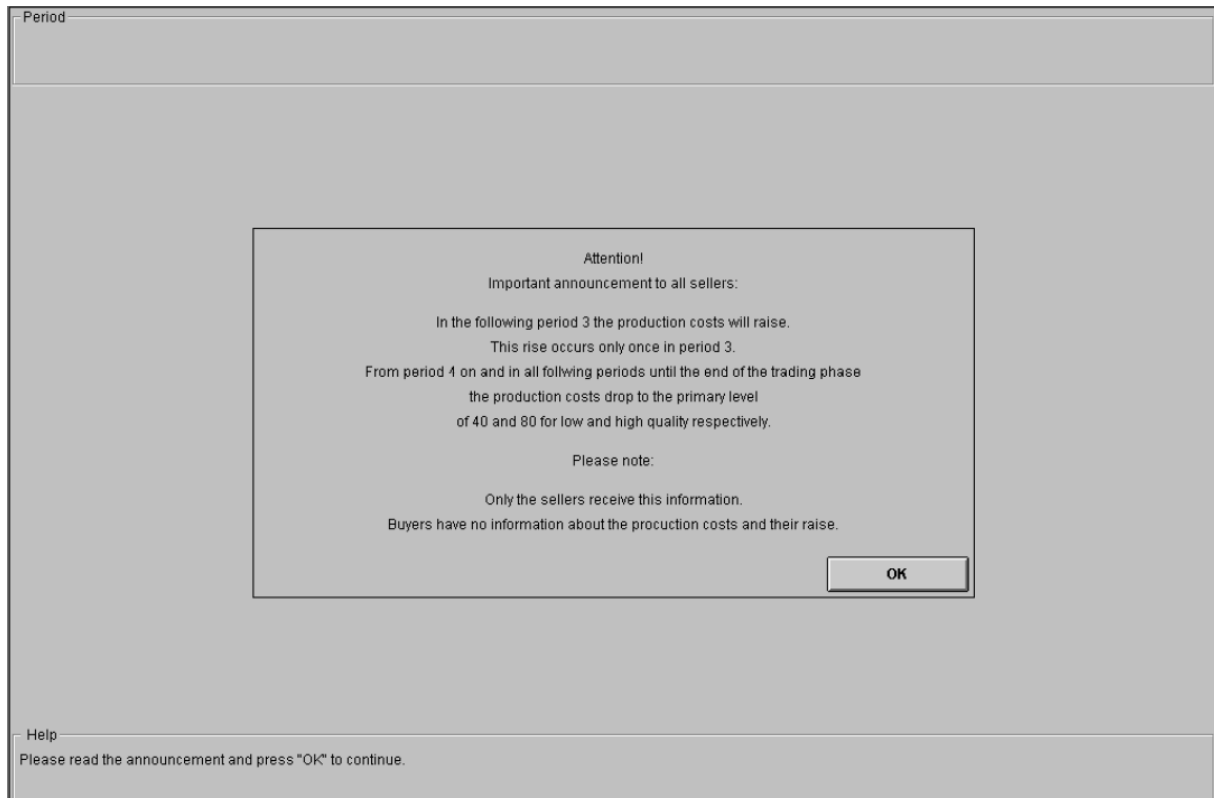 Period
Attention!
Important announcement to all sellers:
In the following period 3 the production costs will raise.
This rise occurs only once in period 3.
From period 4 on and in all follwing periods until the end of the trading phase
the production costs drop to the primary level
of 40 and 80 for low and high quality respectively.
Please note:
Only the sellers receive this information.
Buyers have no information about the procuction costs and their raise.
OK
Help
Please read the announcement and press "OK" to continue.